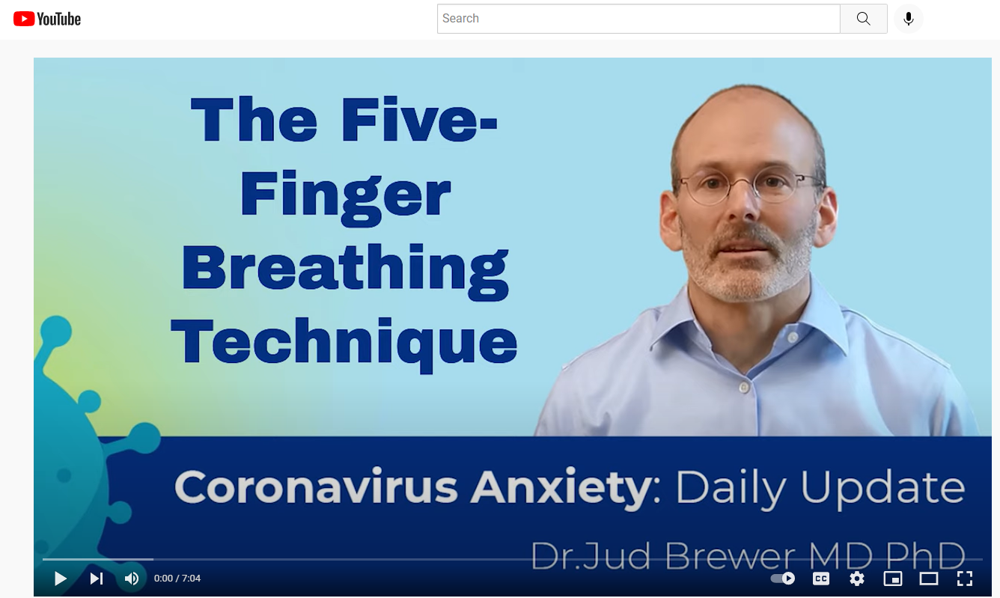 YouTube
Search
The Five-
Finger
Breathing
Technique
Coronavirus Anxiety: Daily Update
Dr.Jud Brewer MD PhD
0:00 / 7:04
CC